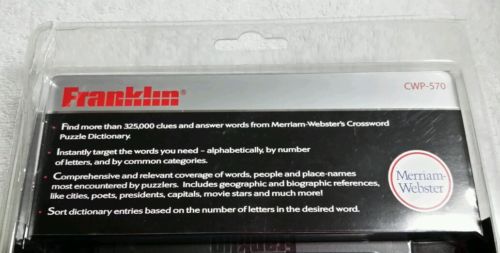 Franklin®
CWP-570
• Find more than 325,000 clues and answer words from Merriam-Webster's Crossword
Puzzle Dictionary.
• Instantly target the words you need – alphabetically, by number
of letters, and by common categories.
• Comprehensive and relevant coverage of words, people and place-names
most encountered by puzzlers. Includes geographic and biographic references,
like cities, poets, presidents, capitals, movie stars and much more!
• Sort dictionary entries based on the number of letters in the desired word.
Merriam-
Webster
Franklin